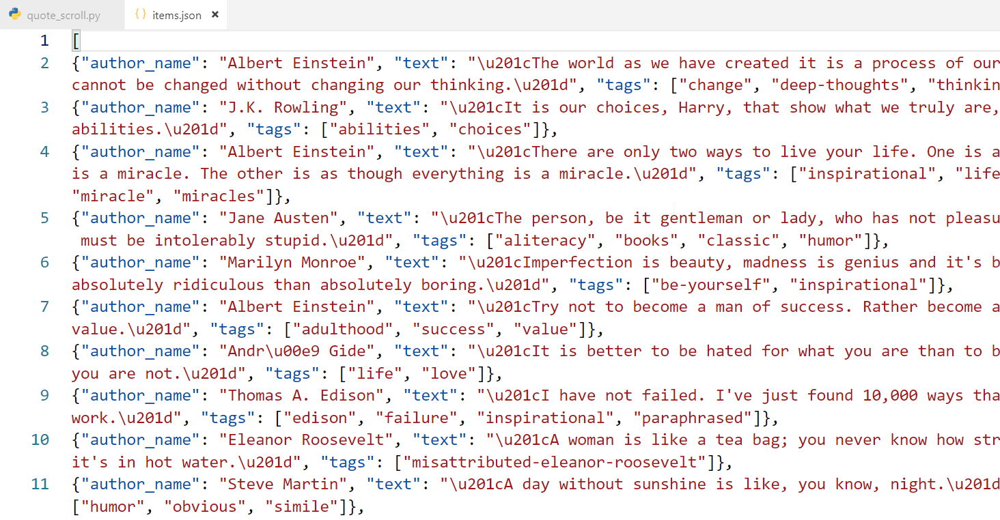 quote_scroll.py
{ } items.json ×
1 [
2 {"author_name": "Albert Einstein", "text": "\u201cThe world as we have created it is a process of our
cannot be changed without changing our thinking.\u201d", "tags": ["change", "deep-thoughts", "thinkin
3 {"author_name": "J.K. Rowling", "text": "\u201cIt is our choices, Harry, that show what we truly are,
abilities.\u201d", "tags": ["abilities", "choices"]},
4 {"author_name": "Albert Einstein", "text": "\u201cThere are only two ways to live your life. One is a
is a miracle. The other is as though everything is a miracle.\u201d", "tags": ["inspirational", "life
"miracle", "miracles"]},
5 {"author_name": "Jane Austen", "text": "\u201cThe person, be it gentleman or lady, who has not pleasu
must be intolerably stupid.\u201d", "tags": ["aliteracy", "books", "classic", "humor"]},
6 {"author_name": "Marilyn Monroe", "text": "\u201cImperfection is beauty, madness is genius and it's b
absolutely ridiculous than absolutely boring.\u201d", "tags": ["be-yourself", "inspirational"]},
7 {"author_name": "Albert Einstein", "text": "\u201cTry not to become a man of success. Rather become a
value.\u201d", "tags": ["adulthood", "success", "value"]},
8 {"author_name": "Andr\u00e9 Gide", "text": "\u201cIt is better to be hated for what you are than to b
you are not.\u201d", "tags": ["life", "love"]},
9 {"author_name": "Thomas A. Edison", "text": "\u201cI have not failed. I've just found 10,000 ways tha
work.\u201d", "tags": ["edison", "failure", "inspirational", "paraphrased"]},
10 {"author_name": "Eleanor Roosevelt", "text": "\u201cA woman is like a tea bag; you never know how str
it's in hot water.\u201d", "tags": ["misattributed-eleanor-roosevelt"]},
11 {"author_name": "Steve Martin", "text": "\u201cA day without sunshine is like, you know, night.\u201d
["humor", "obvious", "simile"]},